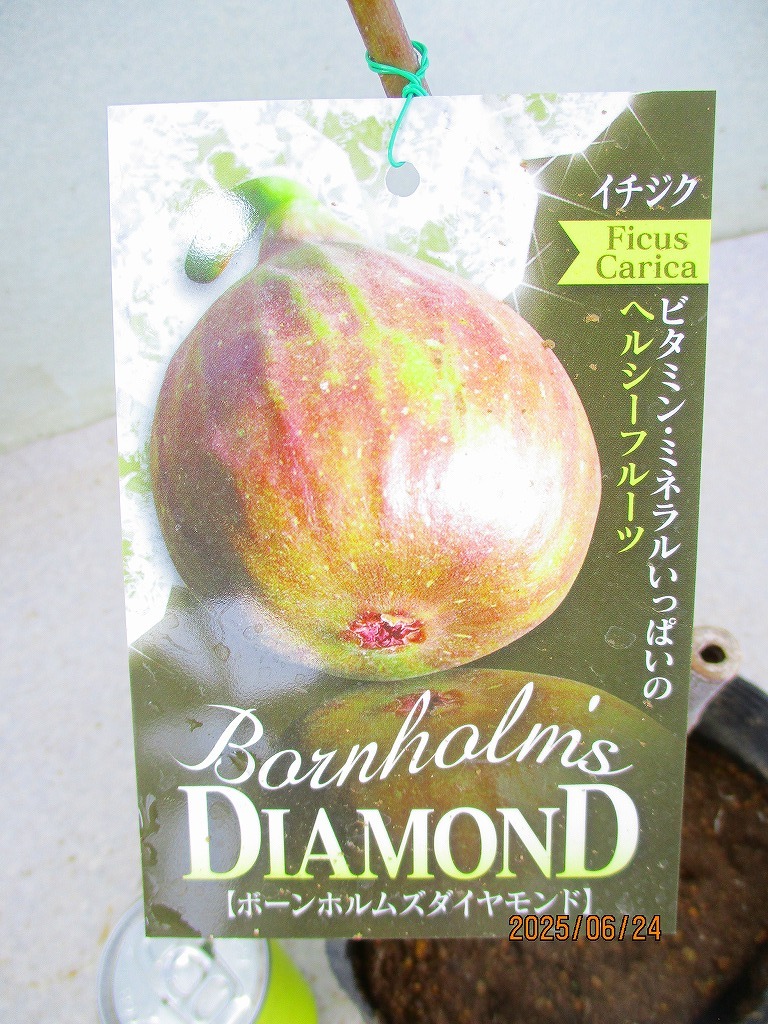 イチジク
Ficus
Carica
ビタミン・ミネラルいっぱいの
ヘルシーフルーツ
Bornholm's
DIAMOND
【ボーンホルムズダイヤモンド】
2025/06/24